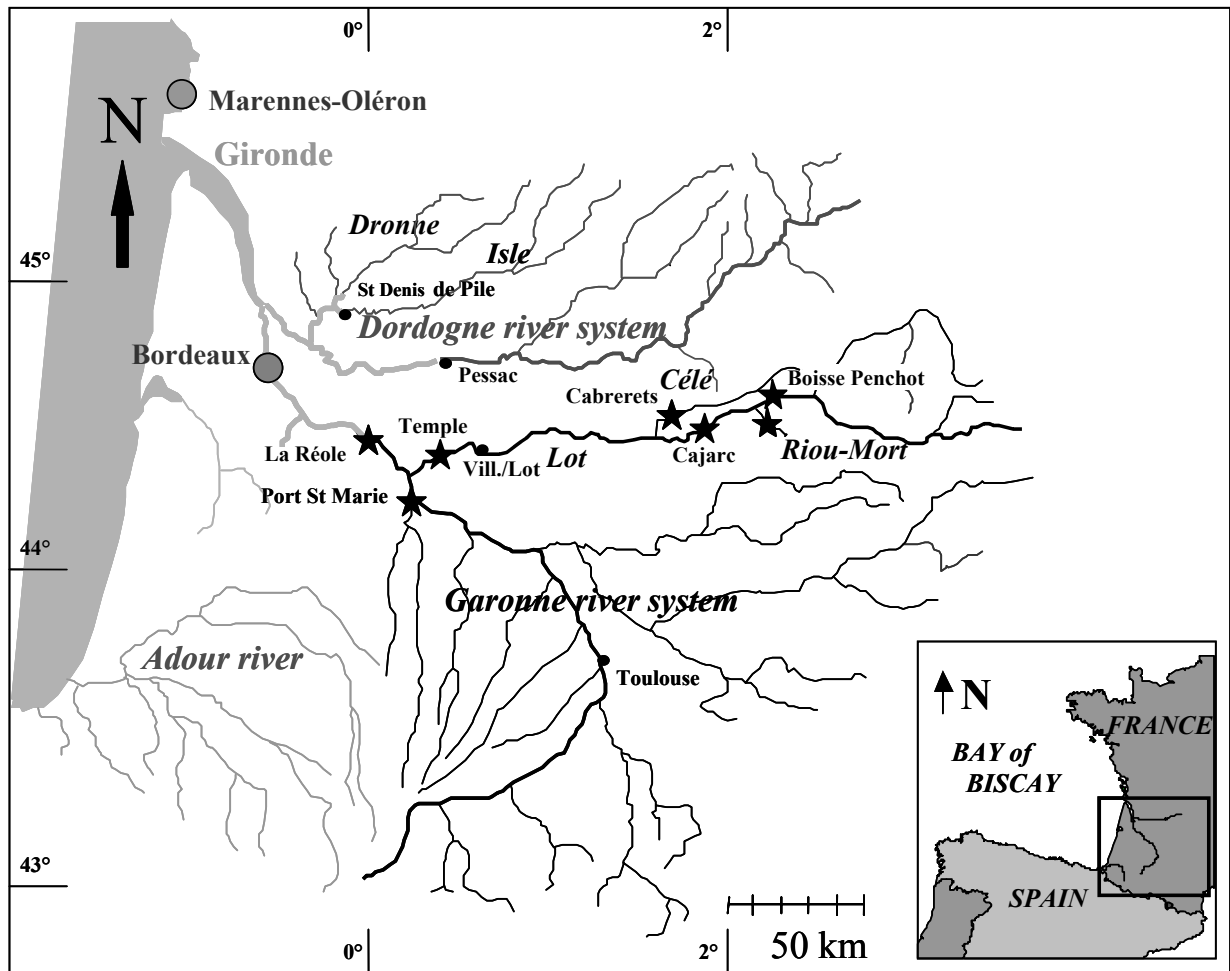 0°
2°
Marennes-Oléron
N
Gironde
Dronne
Isle
45°
St Denis de Pile
Dordogne river system
Bordeaux
Pessac
Célé
Boisse Penchot
Cabrerets
Temple
La Réole
Vill./Lot
Lot
Cajarc
Riou-Mort
Port St Marie
44°
Garonne river system
Adour river
Toulouse
N
FRANCE
BAY of
BISCAY
SPAIN
43°
50 km
0°
2°